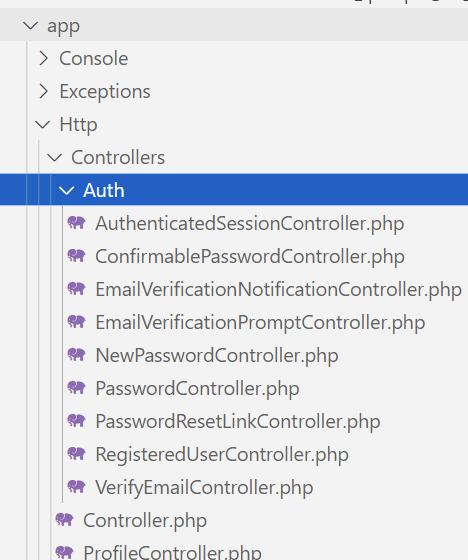 app
Console
Exceptions
Http
Controllers
Auth
AuthenticatedSessionController.php
ConfirmablePasswordController.php
EmailVerificationNotificationController.php
EmailVerificationPromptController.php
NewPasswordController.php
PasswordController.php
PasswordResetLinkController.php
RegisteredUserController.php
VerifyEmailController.php
Controller.php
ProfileController.php